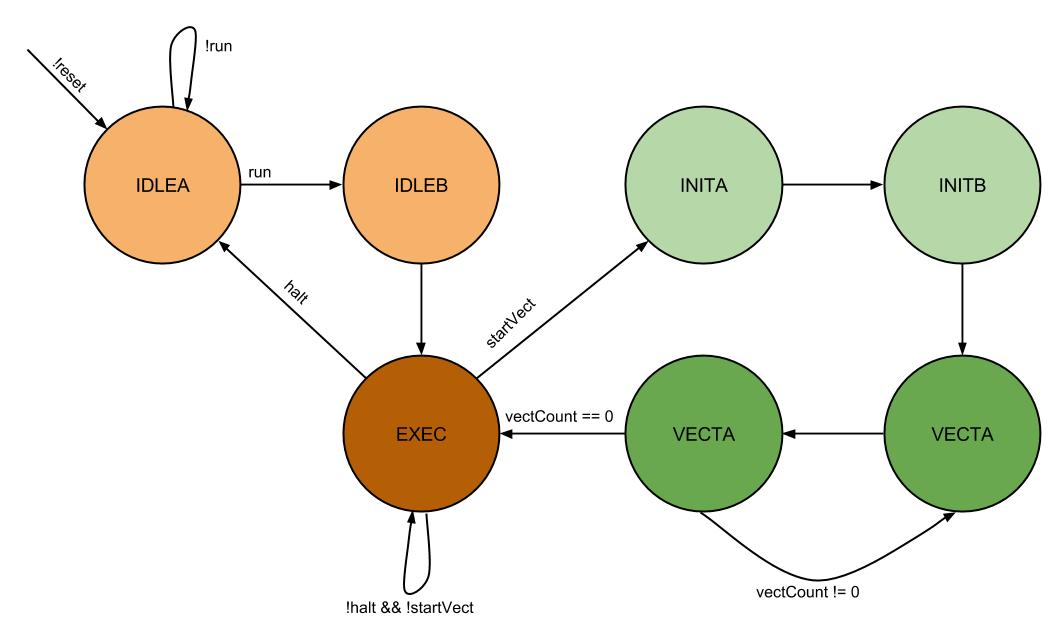 !run
!reset
run
IDLEA
IDLEB
INITA
INITB
halt
startVect
vectCount == 0
EXEC
VECTA
VECTA
vectCount != 0
!halt && !startVect